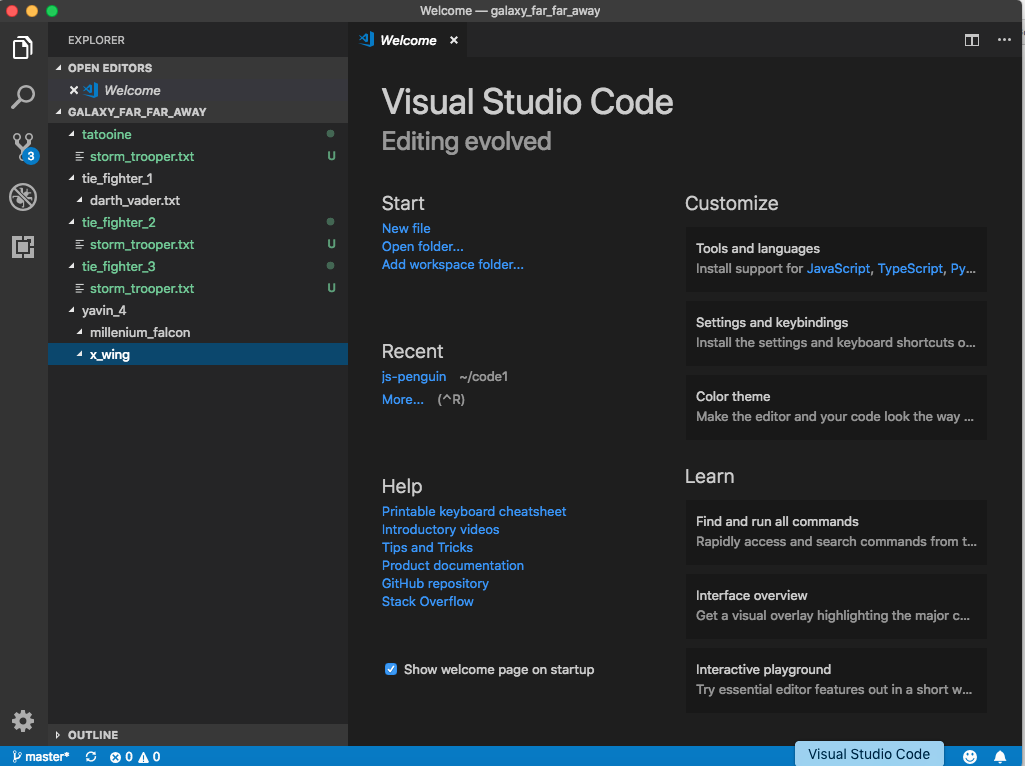 Welcome — galaxy_far_far_away
EXPLORER
OPEN EDITORS
Welcome
GALAXY_FAR_FAR_AWAY
tatooine
storm_trooper.txt U
tie_fighter_1
darth_vader.txt
tie_fighter_2
storm_trooper.txt U
tie_fighter_3
storm_trooper.txt U
yavin_4
millenium_falcon
x_wing
OUTLINE
3
Welcome
Visual Studio Code
Editing evolved
Start
New file
Open folder...
Add workspace folder...
Recent
js-penguin ~/code1
More... (^R)
Help
Printable keyboard cheatsheet
Introductory videos
Tips and Tricks
Product documentation
GitHub repository
Stack Overflow
Show welcome page on startup
Customize
Tools and languages
Install support for JavaScript, TypeScript, Py...
Settings and keybindings
Install the settings and keyboard shortcuts o...
Color theme
Make the editor and your code look the way ...
Learn
Find and run all commands
Rapidly access and search commands from t...
Interface overview
Get a visual overlay highlighting the major c...
Interactive playground
Try essential editor features out in a short w...
master* 0 0
Visual Studio Code